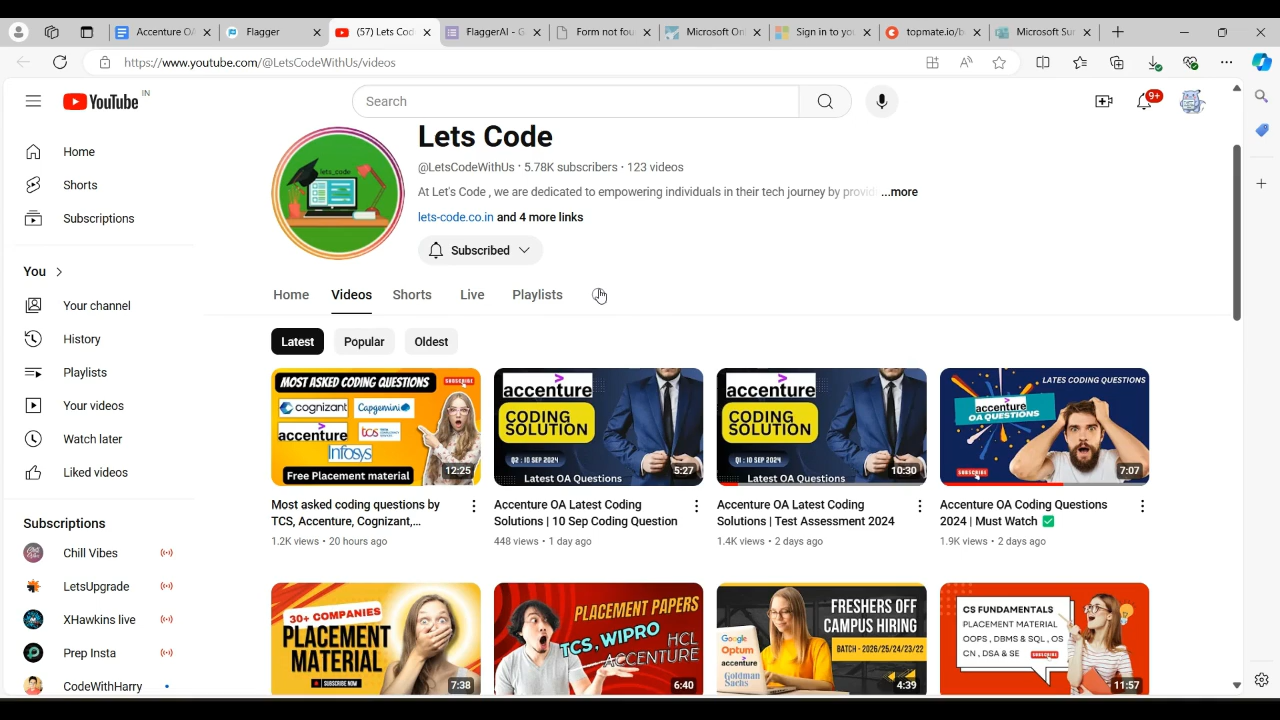 Accenture OA
Flagger
(57) Lets Cod
FlaggerAI - G
Form not fou
Microsoft On
Sign in to you
topmate.io/b
Microsoft Sur
https://www.youtube.com/@LetsCodeWithUs/videos
YouTube IN
Search
9+
Home
Shorts
Subscriptions
You
Your channel
History
Playlists
Your videos
Watch later
Liked videos
Subscriptions
Chill Vibes
LetsUpgrade
XHawkins live
Prep Insta
CodeWithHarry
lets_code
Lets Code
@LetsCodeWithUs · 5.78K subscribers · 123 videos
At Let's Code , we are dedicated to empowering individuals in their tech journey by provid ...more
lets-code.co.in and 4 more links
Subscribed
Home Videos Shorts Live Playlists
Latest Popular Oldest
MOST ASKED CODING QUESTIONS
SUBSCRIBE
cognizant Capgemini
accenture tcs
Infosys
Free Placement material
12:25
Most asked coding questions by
TCS, Accenture, Cognizant,...
1.2K views · 20 hours ago
accenture
CODING
SOLUTION
Q2 : 10 SEP 2024
Latest OA Questions
5:27
Accenture OA Latest Coding
Solutions | 10 Sep Coding Question
448 views · 1 day ago
accenture
CODING
SOLUTION
Q1 : 10 SEP 2024
Latest OA Questions
10:30
Accenture OA Latest Coding
Solutions | Test Assessment 2024
1.4K views · 2 days ago
LATES CODING QUESTIONS
accenture
OA QUESTIONS
SUBSCRIBE
7:07
Accenture OA Coding Questions
2024 | Must Watch ✅
1.9K views · 2 days ago
30+ COMPANIES
PLACEMENT
MATERIAL
SUBSCRIBE NOW
7:38
PLACEMENT PAPERS
TCS, WIPRO HCL
ACCENTURE
6:40
FRESHERS OFF
CAMPUS HIRING
BATCH - 2026/25/24/23/22
Google
Optum
accenture
Goldman
Sachs
4:39
CS FUNDAMENTALS
PLACEMENT MATERIAL
OOPS , DBMS & SQL , OS
CN , DSA & SE
SUBSCRIBE
11:57